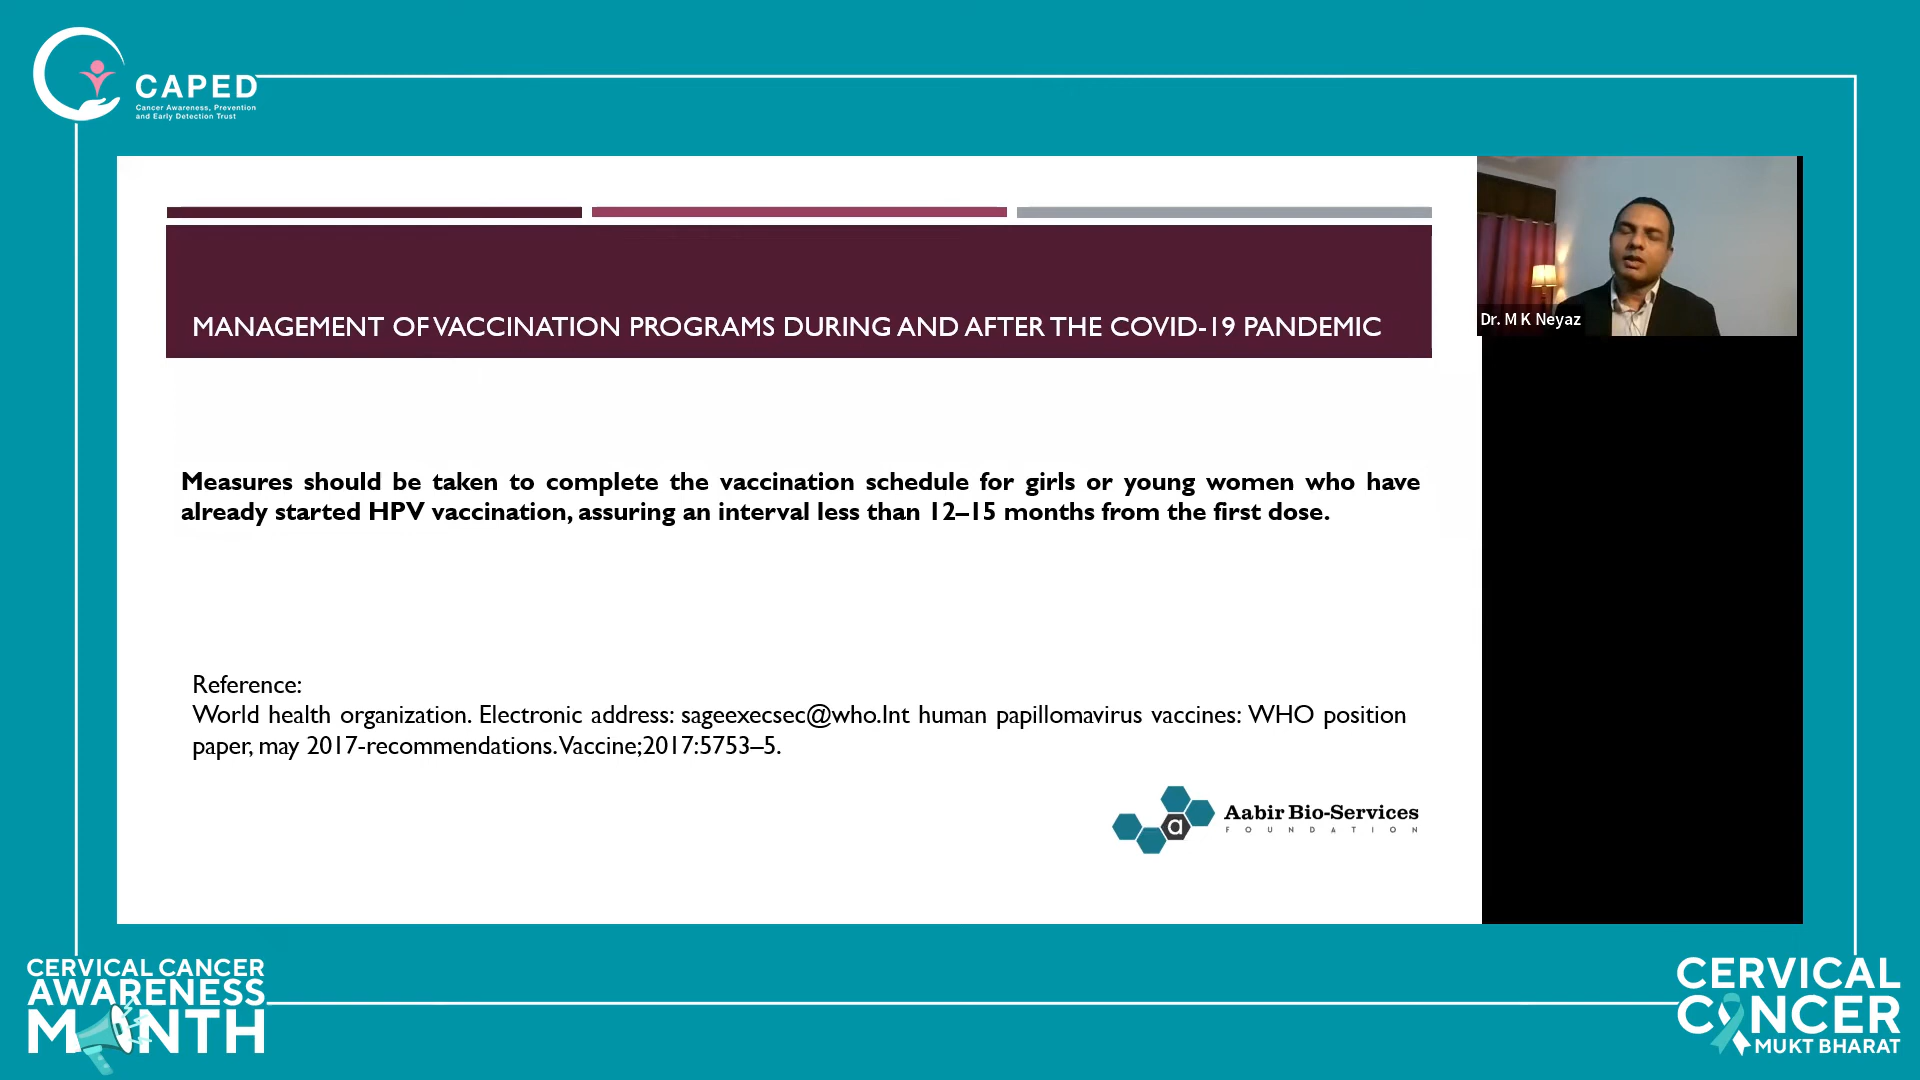 CAPED
Cancer Awareness, Prevention
and Early Detection Trust
MANAGEMENT OF VACCINATION PROGRAMS DURING AND AFTER THE COVID-19 PANDEMIC
Dr. M K Neyaz
Measures should be taken to complete the vaccination schedule for girls or young women who have
already started HPV vaccination, assuring an interval less than 12–15 months from the first dose.
Reference:
World health organization. Electronic address: sageexecsec@who.Int human papillomavirus vaccines: WHO position
paper, may 2017-recommendations. Vaccine;2017:5753–5.
a
Aabir Bio-Services
FOUNDATION
CERVICAL CANCER
AWARENESS
MONTH
CERVICAL
CANCER
MUKT BHARAT